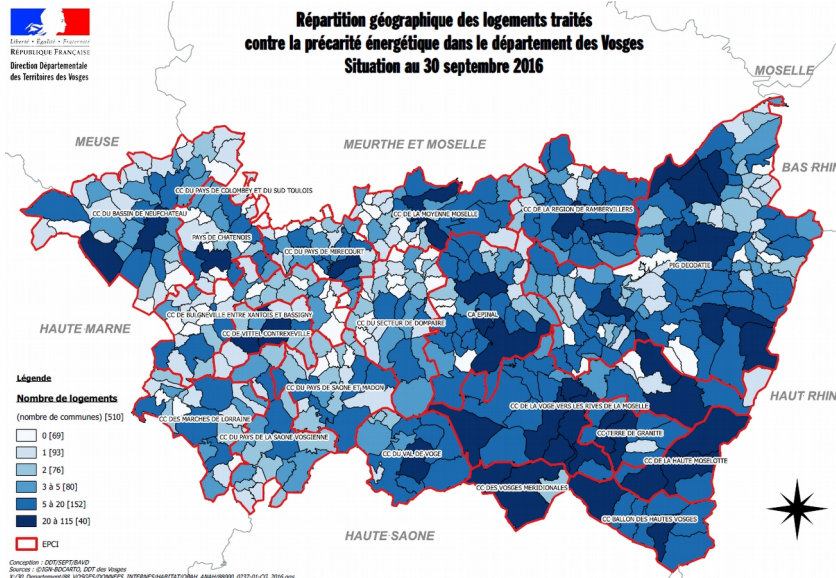 Liberté • Égalité • Fraternité
RÉPUBLIQUE FRANÇAISE
Direction Départementale
des Territoires des Vosges
Répartition géographique des logements traités
contre la précarité énergétique dans le département des Vosges
Situation au 30 septembre 2016
MOSELLE
MEUSE
MEURTHE ET MOSELLE
BAS RHIN
CC DU PAYS DE COLOMBEY ET DU SUD TOULOIS
CC DU BASSIN DE NEUFCHATEAU
CC DE LA MOYENNE MOSELLE
CC DE LA REGION DE RAMBERVILLERS
PAYS DE CHATENOIS
CC DU PAYS DE MIRECOURT
PIG DEODATIE
HAUTE MARNE
CC DE BULGNEVILLE ENTRE XANTOIS ET BASSIGNY
CA EPINAL
CC DU SECTEUR DE DOMPAIRE
CC DE VITTEL CONTREXEVILLE
CC DU PAYS DE SAONE ET MADON
HAUT RHIN
CC DE LA VOGE VERS LES RIVES DE LA MOSELLE
CC DES MARCHES DE LORRAINE
CC TERRE DE GRANITE
CC DU PAYS DE LA SAONE VOSGIENNE
CC DU VAL DE VOGE
CC DE LA HAUTE MOSELOTTE
CC DES VOSGES MERIDIONALES
CC BALLON DES HAUTES VOSGES
HAUTE SAONE
Légende
Nombre de logements
(nombre de communes) [510]
0 [69]
1 [93]
2 [76]
3 à 5 [80]
5 à 20 [152]
20 à 115 [40]
EPCI
Conception : DDT/SEPT/BAVD
Sources : ©IGN-BDCARTO, DDT des Vosges